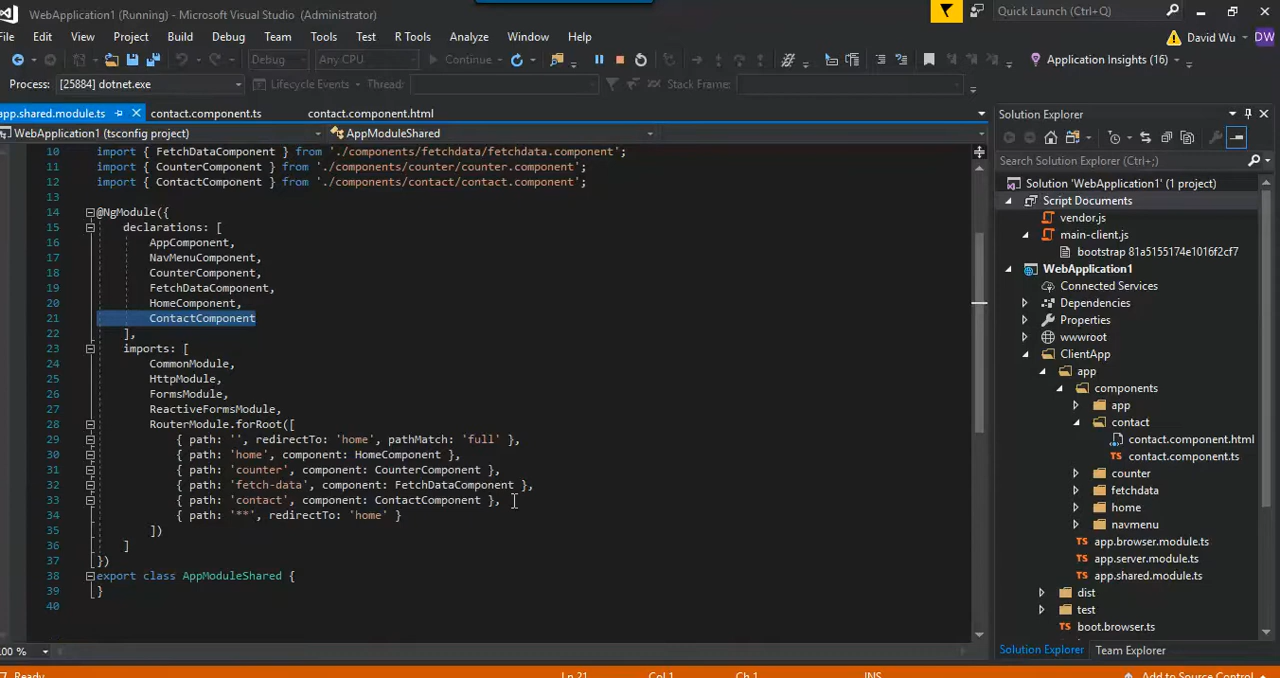 WebApplication1 (Running) - Microsoft Visual Studio (Administrator)
Quick Launch (Ctrl+Q)
File Edit View Project Build Debug Team Tools Test R Tools Analyze Window Help
David Wu DW
Debug Any CPU Continue Application Insights (16)
Process: [25884] dotnet.exe Lifecycle Events Thread: Stack Frame:
app.shared.module.ts contact.component.ts contact.component.html
WebApplication1 (tsconfig project) AppModuleShared
10 import { FetchDataComponent } from './components/fetchdata/fetchdata.component';
11 import { CounterComponent } from './components/counter/counter.component';
12 import { ContactComponent } from './components/contact/contact.component';
13
14 @NgModule({
15 declarations: [
16 AppComponent,
17 NavMenuComponent,
18 CounterComponent,
19 FetchDataComponent,
20 HomeComponent,
21 ContactComponent
22 ],
23 imports: [
24 CommonModule,
25 HttpModule,
26 FormsModule,
27 ReactiveFormsModule,
28 RouterModule.forRoot([
29 { path: '', redirectTo: 'home', pathMatch: 'full' },
30 { path: 'home', component: HomeComponent },
31 { path: 'counter', component: CounterComponent },
32 { path: 'fetch-data', component: FetchDataComponent },
33 { path: 'contact', component: ContactComponent },
34 { path: '**', redirectTo: 'home' }
35 ])
36 ]
37 })
38 export class AppModuleShared {
39 }
40
Solution Explorer
Search Solution Explorer (Ctrl+;)
Solution 'WebApplication1' (1 project)
Script Documents
vendor.js
main-client.js
bootstrap 81a5155174e1016f2cf7
WebApplication1
Connected Services
Dependencies
Properties
wwwroot
ClientApp
app
components
app
contact
contact.component.html
contact.component.ts
counter
fetchdata
home
navmenu
app.browser.module.ts
app.server.module.ts
app.shared.module.ts
dist
test
boot.browser.ts
Solution Explorer Team Explorer
00 %
Ready Ln 21 Col 1 Ch 1 INS Add to Source Control